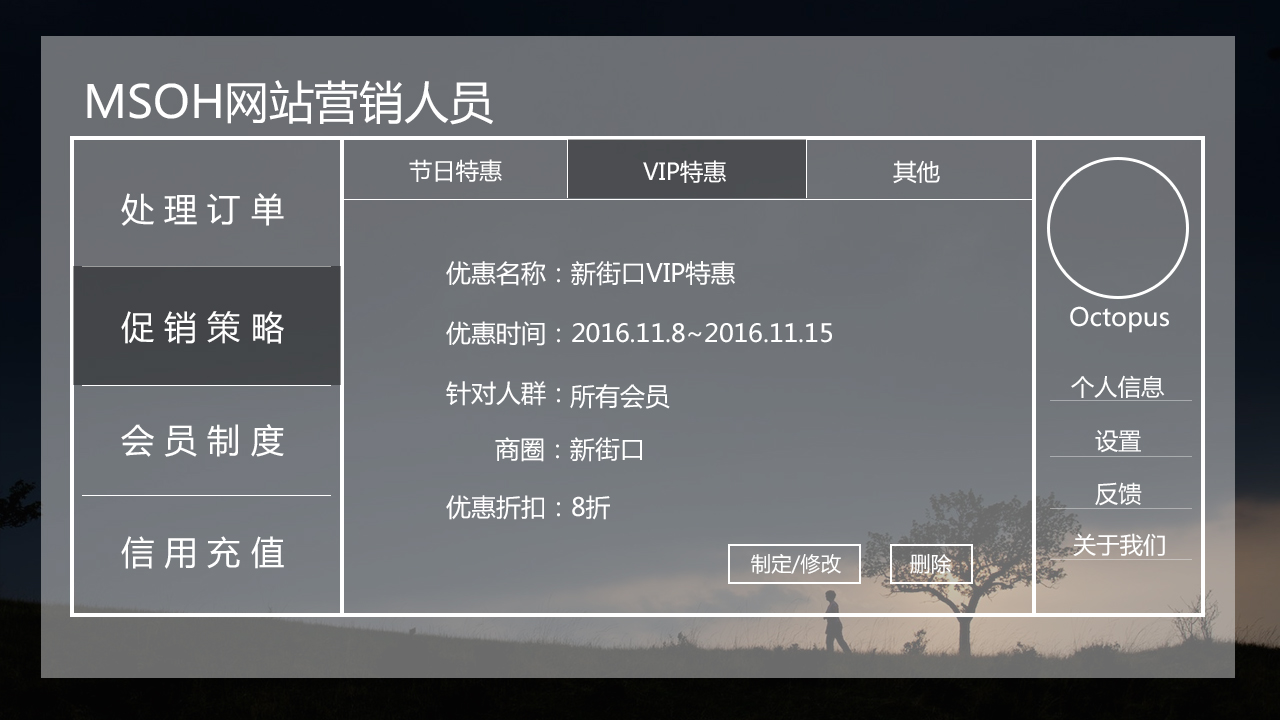 MSOH网站营销人员
处理订单
促销策略
会员制度
信用充值
节日特惠
VIP特惠
其他
优惠名称：新街口VIP特惠
优惠时间：2016.11.8~2016.11.15
针对人群：所有会员
商圈：新街口
优惠折扣：8折
制定/修改
删除
Octopus
个人信息
设置
反馈
关于我们